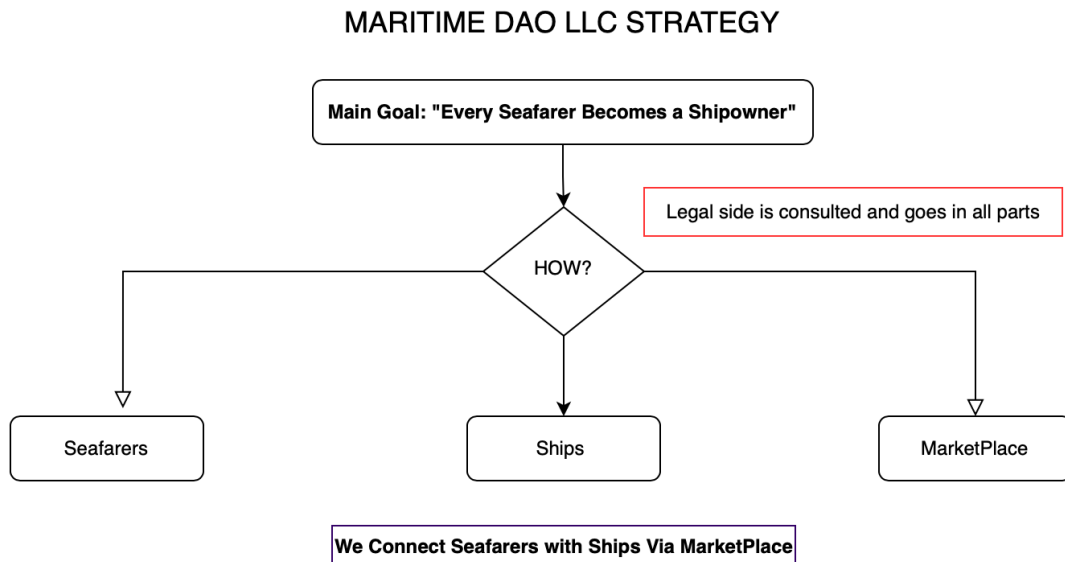 MARITIME DAO LLC STRATEGY
Main Goal: "Every Seafarer Becomes a Shipowner"
Legal side is consulted and goes in all parts
HOW?
Seafarers
Ships
MarketPlace
We Connect Seafarers with Ships Via MarketPlace